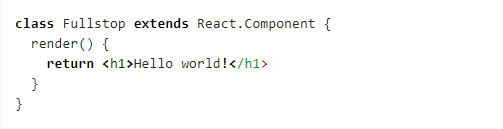 class Fullstop extends React.Component {
  render() {
    return <h1>Hello world!</h1>
  }
}